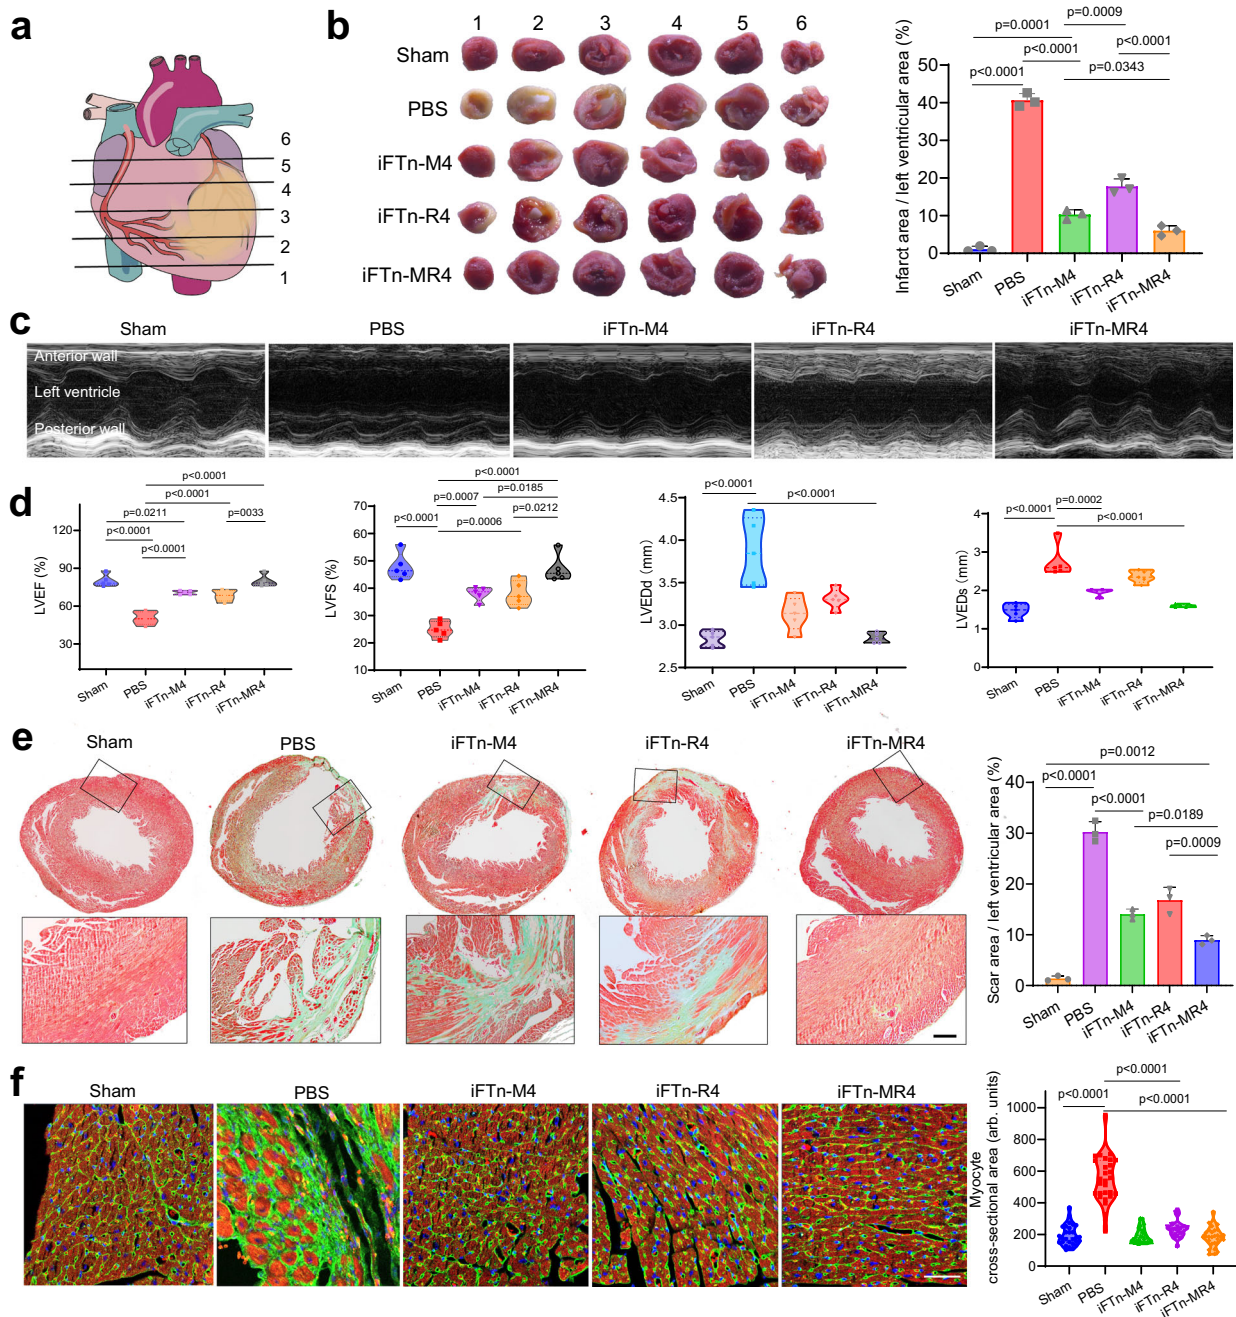 a
6
5
4
3
2
1
b
1 2 3 4 5 6
Sham
PBS
iFTn-M4
iFTn-R4
iFTn-MR4
p=0.0009
p=0.0001
p<0.0001
p<0.0001
p<0.0001
p=0.0343
Infarct area / left ventricular area (%)
50
40
30
20
10
0
Sham PBS iFTn-M4 iFTn-R4 iFTn-MR4
c
Sham PBS iFTn-M4 iFTn-R4 iFTn-MR4
Anterior wall
Left ventricle
Posterior wall
d
p<0.0001
p<0.0001
p=0.0211 p=0033
p<0.0001
p<0.0001
LVEF (%)
120
90
60
30
Sham PBS iFTn-M4 iFTn-R4 iFTn-MR4
p<0.0001
p=0.0185
p=0.0007
p=0.0212
p<0.0001
p=0.0006
LVFS (%)
70
60
50
40
30
20
10
Sham PBS iFTn-M4 iFTn-R4 iFTn-MR4
p<0.0001
p<0.0001
LVEDd (mm)
4.5
4.0
3.5
3.0
2.5
Sham PBS iFTn-M4 iFTn-R4 iFTn-MR4
p=0.0002
p<0.0001
p<0.0001
LVEDs (mm)
4
3
2
1
0
Sham PBS iFTn-M4 iFTn-R4 iFTn-MR4
e
Sham PBS iFTn-M4 iFTn-R4 iFTn-MR4
p=0.0012
p<0.0001
p<0.0001
p=0.0189
p=0.0009
Scar area / left ventricular area (%)
40
30
20
10
0
Sham PBS iFTn-M4 iFTn-R4 iFTn-MR4
f
Sham PBS iFTn-M4 iFTn-R4 iFTn-MR4
p<0.0001
p<0.0001
p<0.0001
Myocyte
cross-sectional area (arb. units)
1000
800
600
400
200
0
Sham PBS iFTn-M4 iFTn-R4 iFTn-MR4